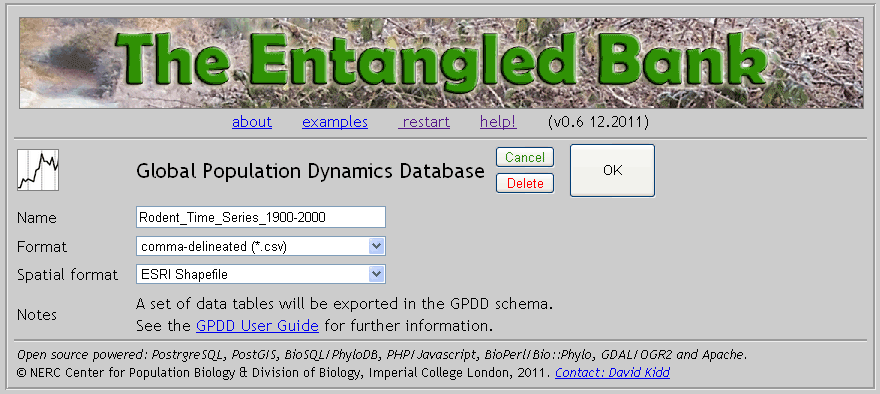 The Entangled Bank
about examples restart help! (v0.6 12.2011)
Global Population Dynamics Database Cancel OK
Delete
Name Rodent_Time_Series_1900-2000
Format comma-delineated (*.csv)
Spatial format ESRI Shapefile
Notes A set of data tables will be exported in the GPDD schema.
See the GPDD User Guide for further information.
Open source powered: PostrgreSQL, PostGIS, BioSQL/PhyloDB, PHP/Javascript, BioPerl/Bio::Phylo, GDAL/OGR2 and Apache.
© NERC Center for Population Biology & Division of Biology, Imperial College London, 2011. Contact: David Kidd